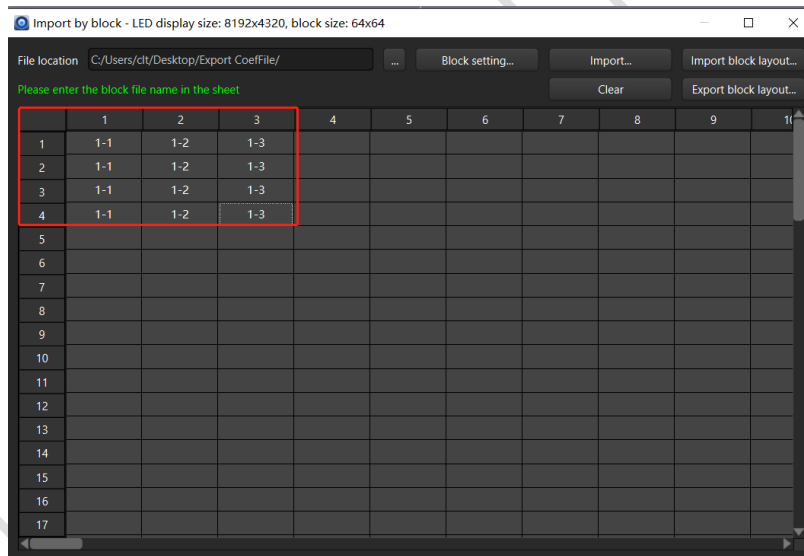 Import by block - LED display size: 8192x4320, block size: 64x64
File location C:/Users/clt/Desktop/Export CoefFile/ ... Block setting... Import... Import block layout...
Please enter the block file name in the sheet Clear Export block layout...
1 2 3 4 5 6 7 8 9
1 1-1 1-2 1-3
2 1-1 1-2 1-3
3 1-1 1-2 1-3
4 1-1 1-2 1-3
5
6
7
8
9
10
11
12
13
14
15
16
17